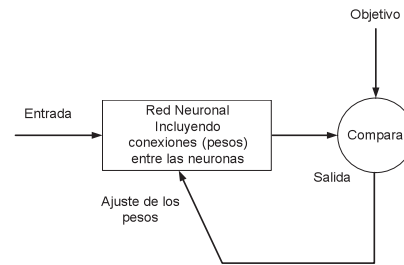 Objetivo
Entrada
Red Neuronal
Incluyendo
conexiones (pesos)
entre las neuronas
Compara
Salida
Ajuste de los
pesos